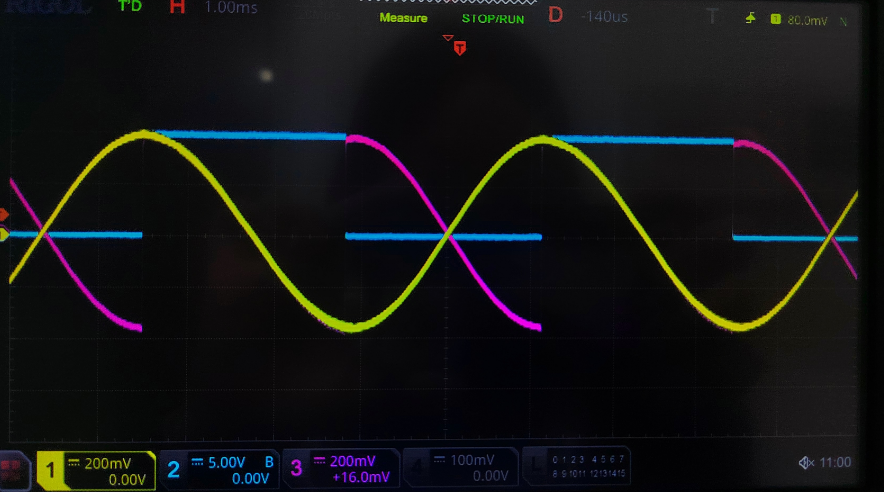 RIGOL T'D H 1.00ms Measure STOP/RUN D -140us T 1 80.0mV N
T
1 200mV 0.00V 2 5.00V B 0.00V 3 200mV +16.0mV 4 100mV 0.00V L 0 1 2 3 4 5 6 7 8 9 10 11 12 13 14 15 11:00